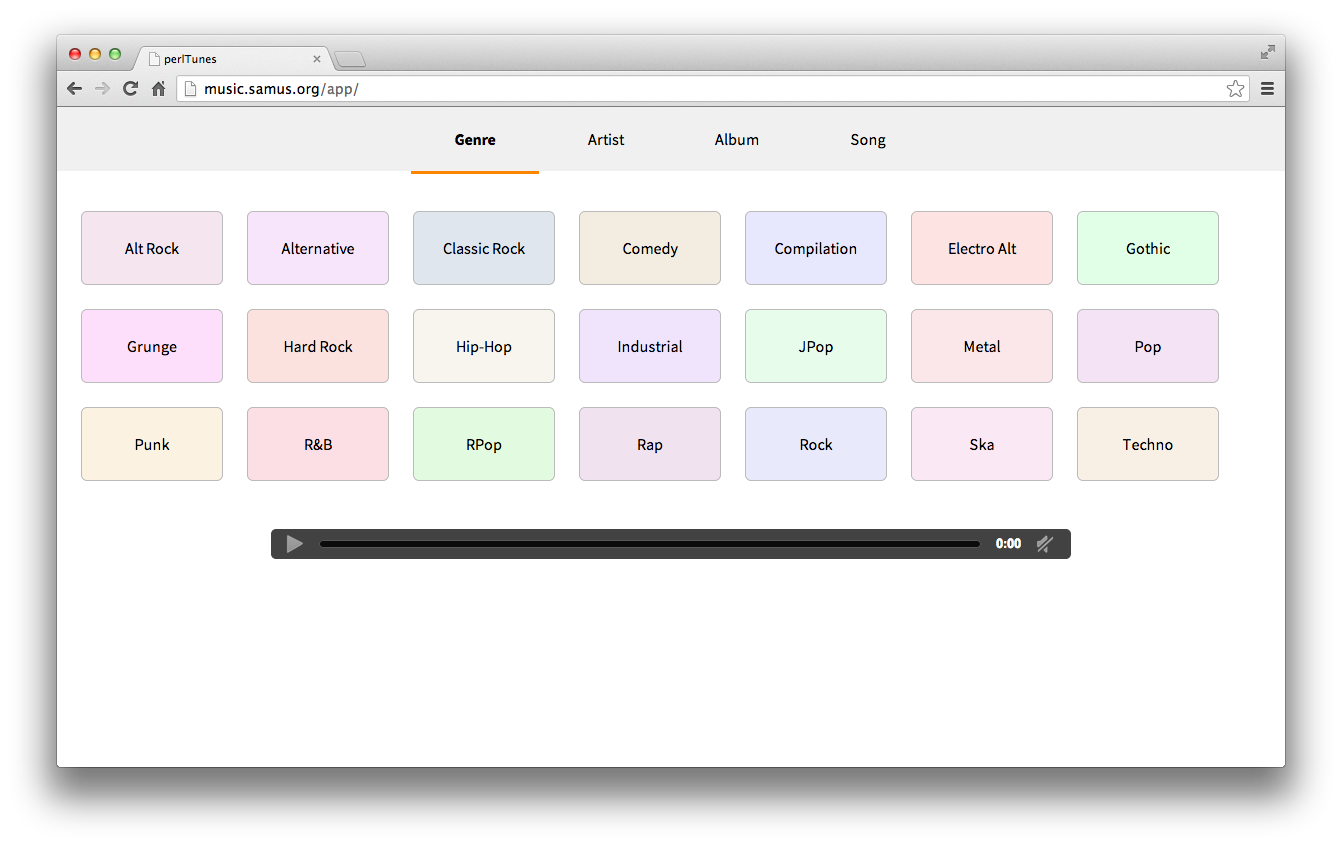 perlTunes
music.samus.org/app/
Genre Artist Album Song
Alt Rock Alternative Classic Rock Comedy Compilation Electro Alt Gothic
Grunge Hard Rock Hip-Hop Industrial JPop Metal Pop
Punk R&B RPop Rap Rock Ska Techno
0:00